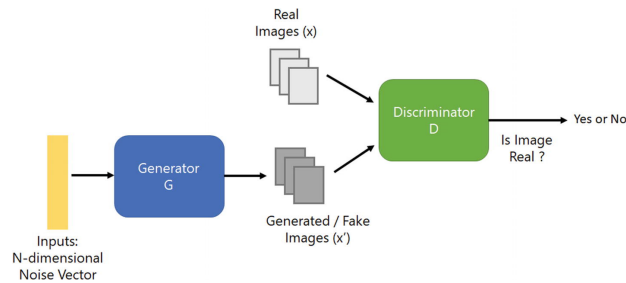 Real
Images (x)
Discriminator
D
Yes or No
Is Image
Real ?
Generator
G
Generated / Fake
Images (x')
Inputs:
N-dimensional
Noise Vector